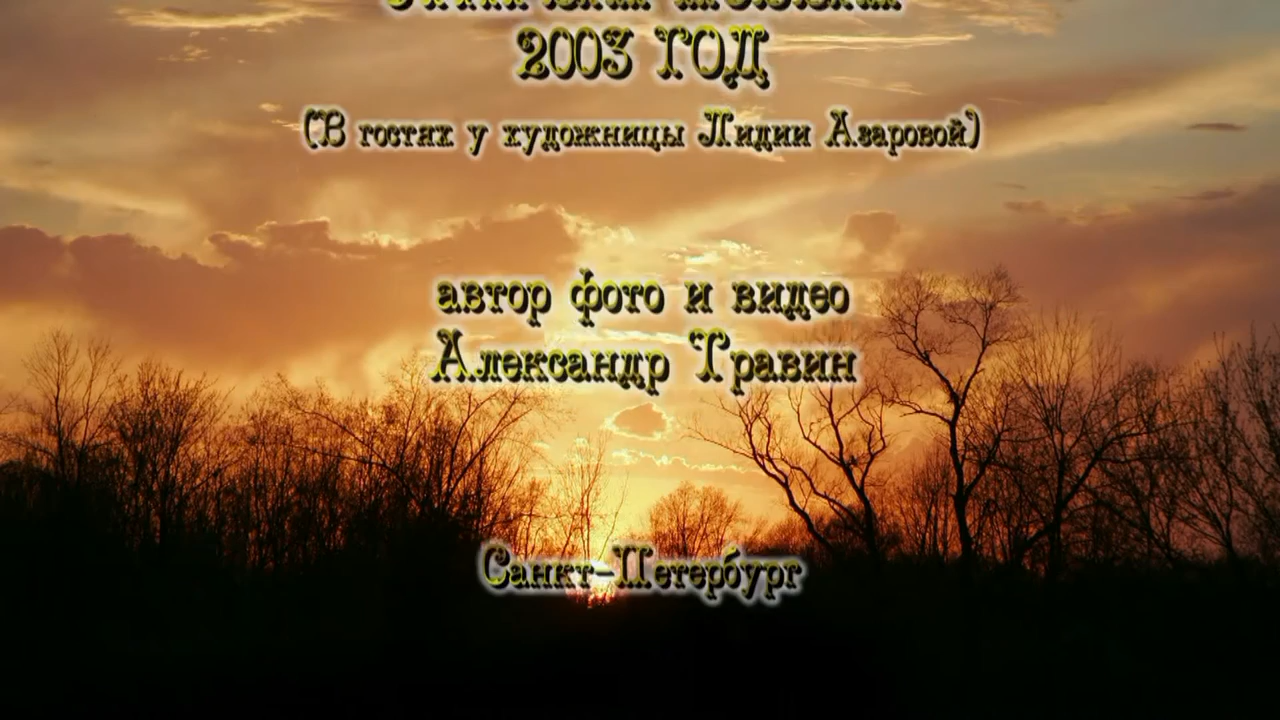 2003 ГОД
(В гостях у художницы Лидии Азаровой)
автор фото и видео
Александр Травин
Санкт-Петербург